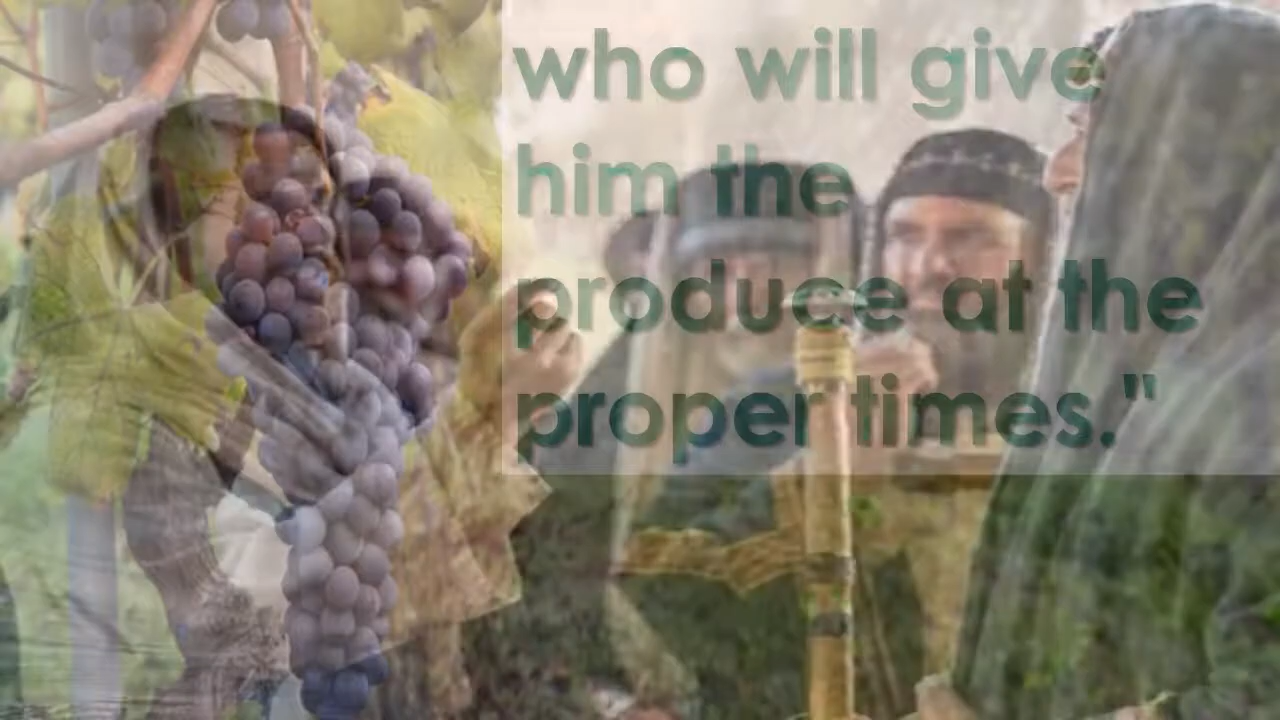 who will give
him the
produce at the
proper times."